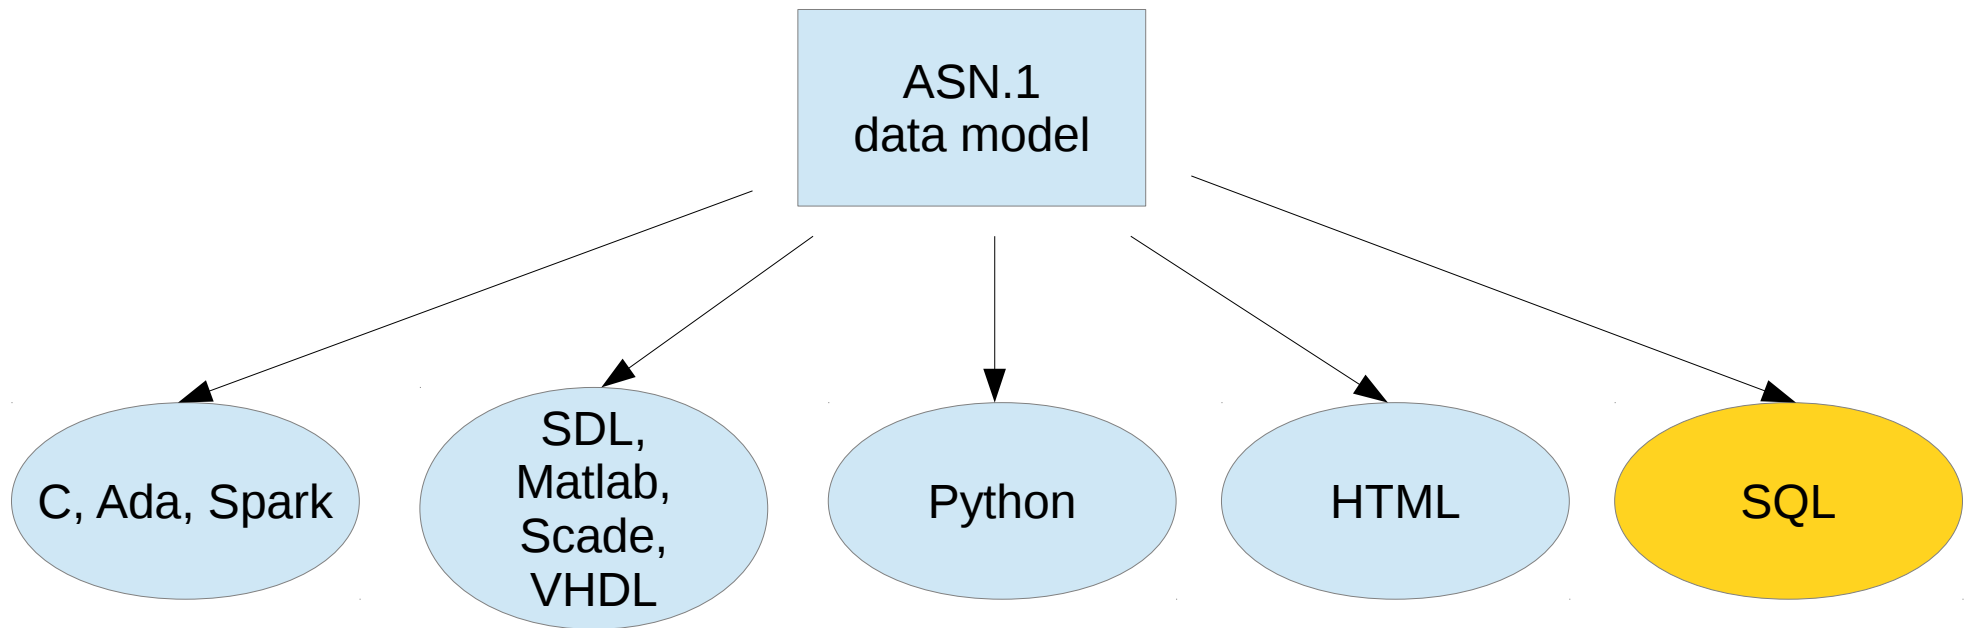 ASN.1
data model
C, Ada, Spark
SDL,
Matlab,
Scade,
VHDL
Python
HTML
SQL